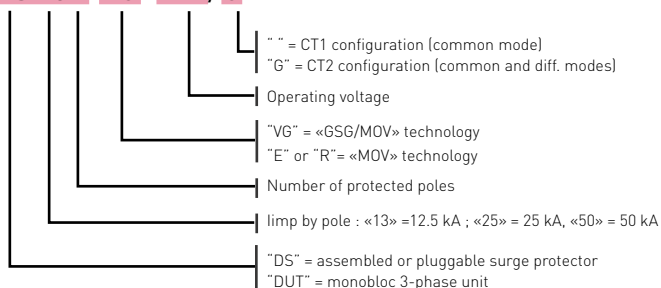 " " = CT1 configuration (common mode)
"G" = CT2 configuration (common and diff. modes)
Operating voltage
"VG" = «GSG/MOV» technology
"E" or "R"= «MOV» technology
Number of protected poles
Iimp by pole : «13» =12.5 kA ; «25» = 25 kA, «50» = 50 kA
"DS" = assembled or pluggable surge protector
"DUT" = monobloc 3-phase unit